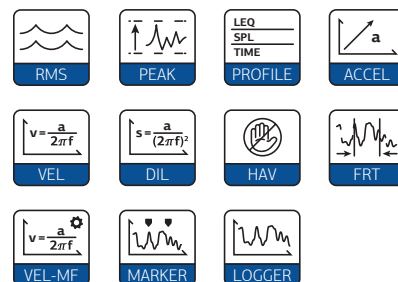 RMS
PEAK
LEQ
SPL
TIME
PROFILE
a
ACCEL
v = a
2πf
VEL
s = a
(2πf)²
DIL
HAV
FRT
v = a
2πf
VEL-MF
MARKER
LOGGER